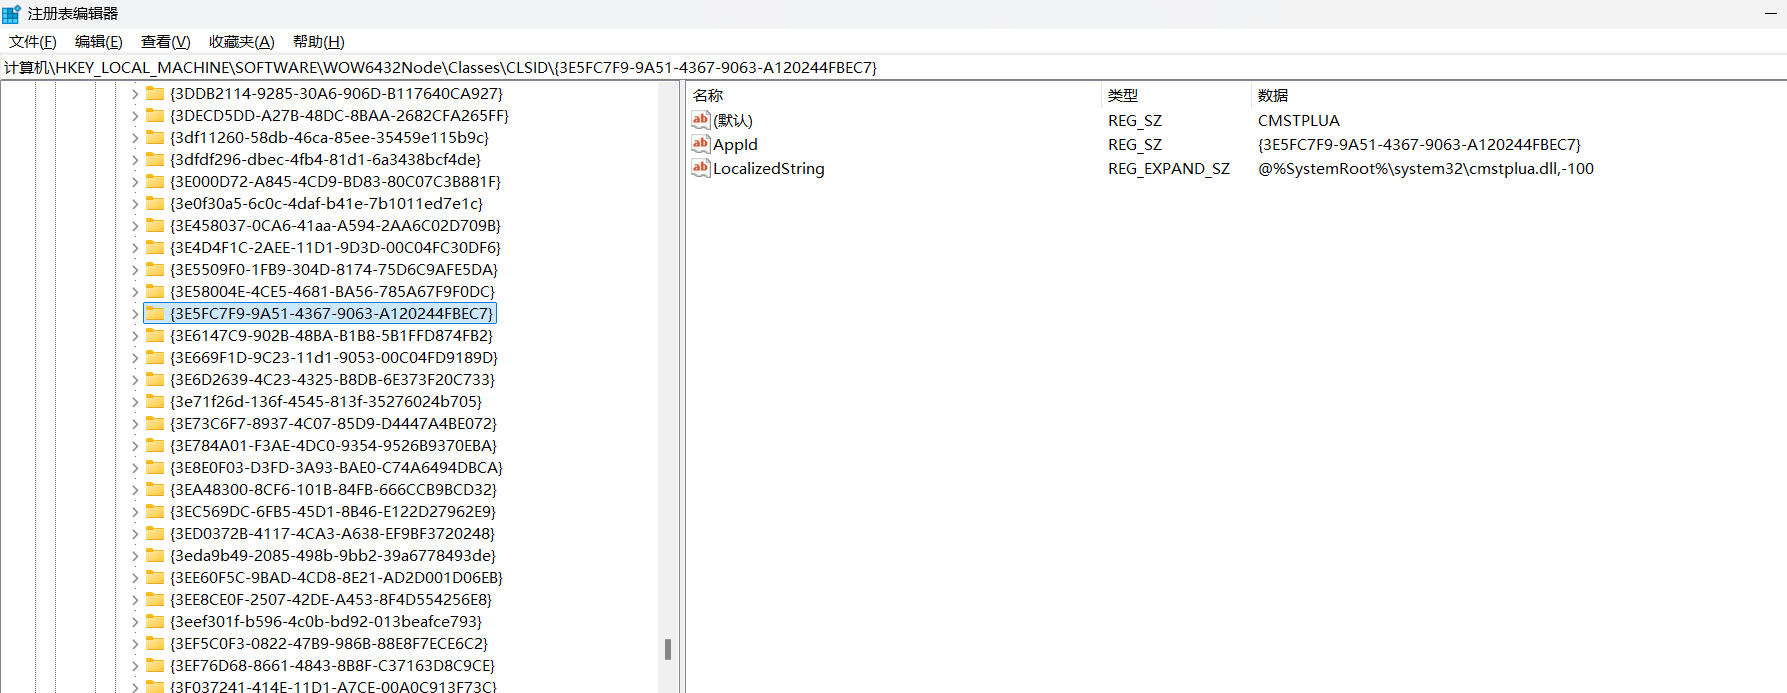 注册表编辑器
文件(F) 编辑(E) 查看(V) 收藏夹(A) 帮助(H)
计算机\HKEY_LOCAL_MACHINE\SOFTWARE\WOW6432Node\Classes\CLSID\{3E5FC7F9-9A51-4367-9063-A120244FBEC7}
{3DDB2114-9285-30A6-906D-B117640CA927}
{3DECD5DD-A27B-48DC-8BAA-2682CFA265FF}
{3df11260-58db-46ca-85ee-35459e115b9c}
{3dfdf296-dbec-4fb4-81d1-6a3438bcf4de}
{3E000D72-A845-4CD9-BD83-80C07C3B881F}
{3e0f30a5-6c0c-4daf-b41e-7b1011ed7e1c}
{3E458037-0CA6-41aa-A594-2AA6C02D709B}
{3E4D4F1C-2AEE-11D1-9D3D-00C04FC30DF6}
{3E5509F0-1FB9-304D-8174-75D6C9AFE5DA}
{3E58004E-4CE5-4681-BA56-785A67F9F0DC}
{3E5FC7F9-9A51-4367-9063-A120244FBEC7}
{3E6147C9-902B-48BA-B1B8-5B1FFD874FB2}
{3E669F1D-9C23-11d1-9053-00C04FD9189D}
{3E6D2639-4C23-4325-B8DB-6E373F20C733}
{3e71f26d-136f-4545-813f-35276024b705}
{3E73C6F7-8937-4C07-85D9-D4447A4BE072}
{3E784A01-F3AE-4DC0-9354-9526B9370EBA}
{3E8E0F03-D3FD-3A93-BAE0-C74A6494DBCA}
{3EA48300-8CF6-101B-84FB-666CCB9BCD32}
{3EC569DC-6FB5-45D1-8B46-E122D27962E9}
{3ED0372B-4117-4CA3-A638-EF9BF3720248}
{3eda9b49-2085-498b-9bb2-39a6778493de}
{3EE60F5C-9BAD-4CD8-8E21-AD2D001D06EB}
{3EE8CE0F-2507-42DE-A453-8F4D554256E8}
{3eef301f-b596-4c0b-bd92-013beafce793}
{3EF5C0F3-0822-47B9-986B-88E8F7ECE6C2}
{3EF76D68-8661-4843-8B8F-C37163D8C9CE}
{3F037241-414E-11D1-A7CE-00A0C913F73C}
名称 类型 数据
(默认) REG_SZ CMSTPLUA
AppId REG_SZ {3E5FC7F9-9A51-4367-9063-A120244FBEC7}
LocalizedString REG_EXPAND_SZ @%SystemRoot%\system32\cmstplua.dll,-100